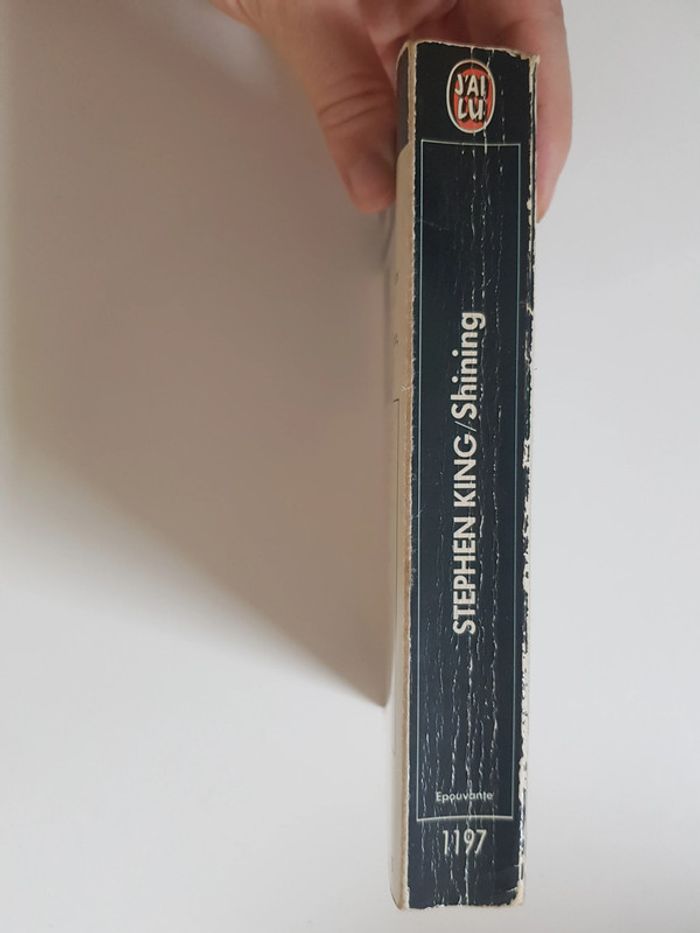 J'AI
LU
STEPHEN KING/Shining
Epouvante
1197